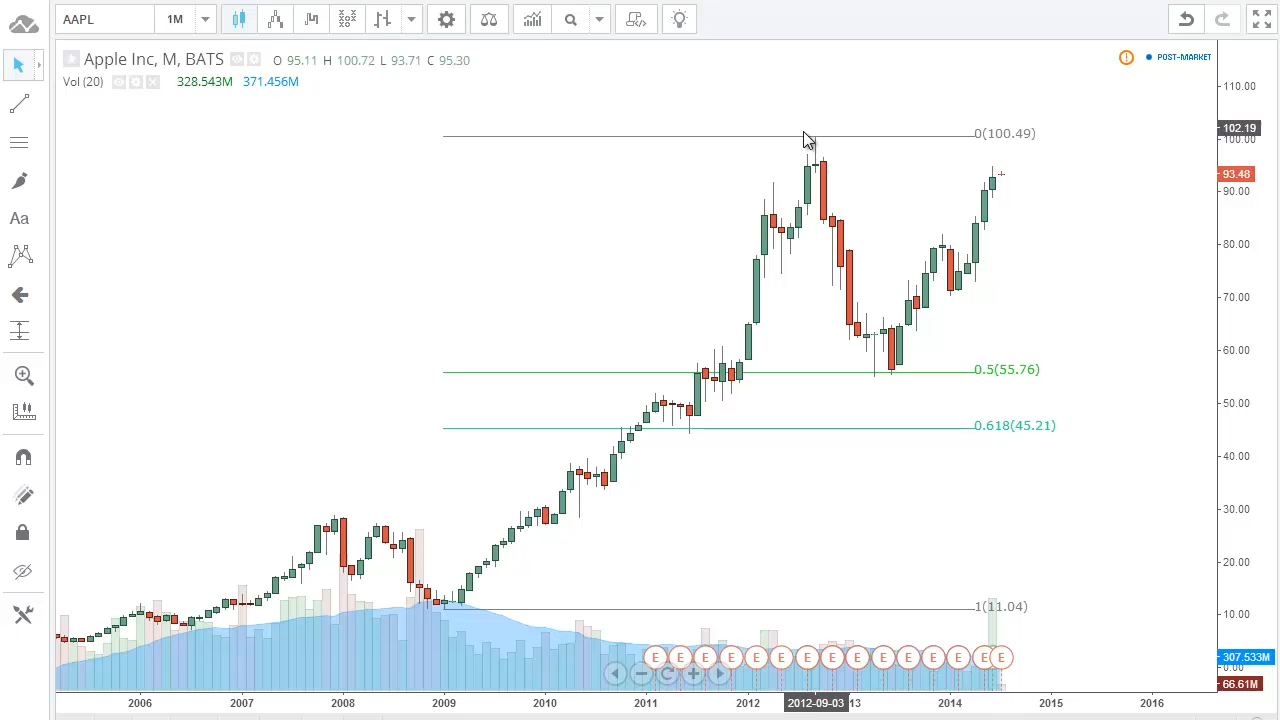 AAPL 1M
Apple Inc, M, BATS O 95.11 H 100.72 L 93.71 C 95.30
POST-MARKET
Vol (20) 328.543M 371.456M
Aa
110.00
102.19
100.00
93.48
90.00
80.00
70.00
60.00
50.00
40.00
30.00
20.00
10.00
307.533M
0.00
66.61M
0(100.49)
0.5(55.76)
0.618(45.21)
1(11.04)
E E E E E E E E E E E E E E E
2006 2007 2008 2009 2010 2011 2012 2012-09-03 13 2014 2015 2016